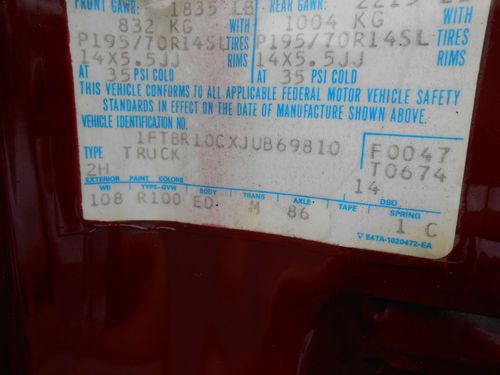 FRONT GAWR: 1835 LB REAR GAWR: 2215
832 KG WITH 1004 KG WITH
P195/70R14SL TIRES P195/70R14SL TIRES
14X5.5JJ RIMS 14X5.5JJ RIMS
AT 35 PSI COLD AT 35 PSI COLD
THIS VEHICLE CONFORMS TO ALL APPLICABLE FEDERAL MOTOR VEHICLE SAFETY
STANDARDS IN EFFECT ON THE DATE OF MANUFACTURE SHOWN ABOVE.
VEHICLE IDENTIFICATION NO.
1FTBR10CXJUB69810 F0047
TYPE TRUCK T0674
2H 14
EXTERIOR PAINT COLORS DSO
WB TYPE-GVW BODY TRANS AXLE TAPE SPRING
108 R100 ED M 86 1 C
E4TA-1020472-EA